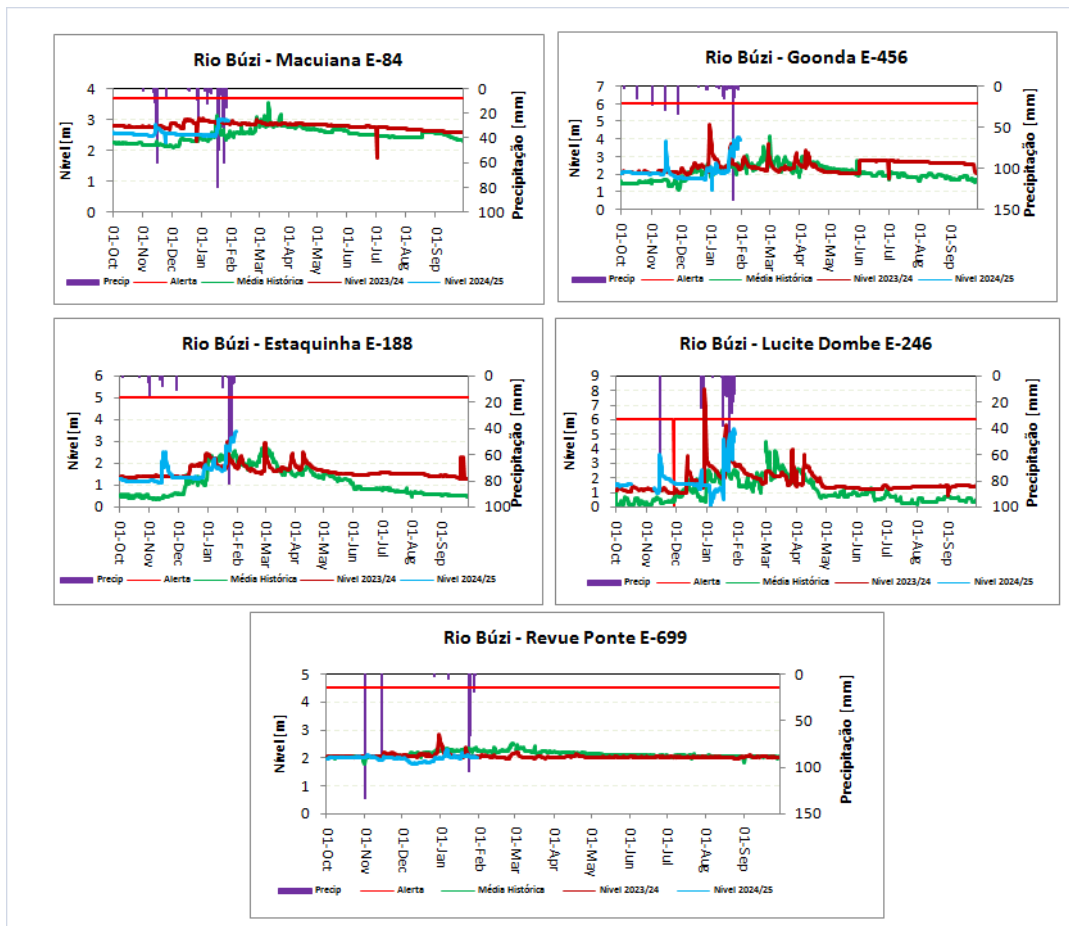 Rio Búzi - Macuiana E-84
Nível [m]
4
3
2
1
0
0
20
40
60
80
100
Precipitação [mm]
01-Oct
01-Nov
01-Dec
01-Jan
01-Feb
01-Mar
01-Apr
01-May
01-Jun
01-Jul
01-Aug
01-Sep
Precip Alerta Média Histórica Nivel 2023/24 Nivel 2024/25
Rio Búzi - Goonda E-456
Nível [m]
7
6
5
4
3
2
1
0
0
50
100
150
Precipitação [mm]
01-Oct
01-Nov
01-Dec
01-Jan
01-Feb
01-Mar
01-Apr
01-May
01-Jun
01-Jul
01-Aug
01-Sep
Precip Alerta Média Histórica Nivel 2023/24 Nivel 2024/25
Rio Búzi - Estaquinha E-188
Nível [m]
6
5
4
3
2
1
0
0
20
40
60
80
100
Precipitação [mm]
01-Oct
01-Nov
01-Dec
01-Jan
01-Feb
01-Mar
01-Apr
01-May
01-Jun
01-Jul
01-Aug
01-Sep
Precip Alerta Média Histórica Nivel 2023/24 Nivel 2024/25
Rio Búzi - Lucite Dombe E-246
Nível [m]
9
8
7
6
5
4
3
2
1
0
0
20
40
60
80
100
Precipitação [mm]
01-Oct
01-Nov
01-Dec
01-Jan
01-Feb
01-Mar
01-Apr
01-May
01-Jun
01-Jul
01-Aug
01-Sep
Precip Alerta Média Histórica Nivel 2023/24 Nivel 2024/25
Rio Búzi - Revue Ponte E-699
Nível [m]
5
4
3
2
1
0
0
50
100
150
Precipitação [mm]
01-Oct
01-Nov
01-Dec
01-Jan
01-Feb
01-Mar
01-Apr
01-May
01-Jun
01-Jul
01-Aug
01-Sep
Precip Alerta Média Histórica Nivel 2023/24 Nivel 2024/25